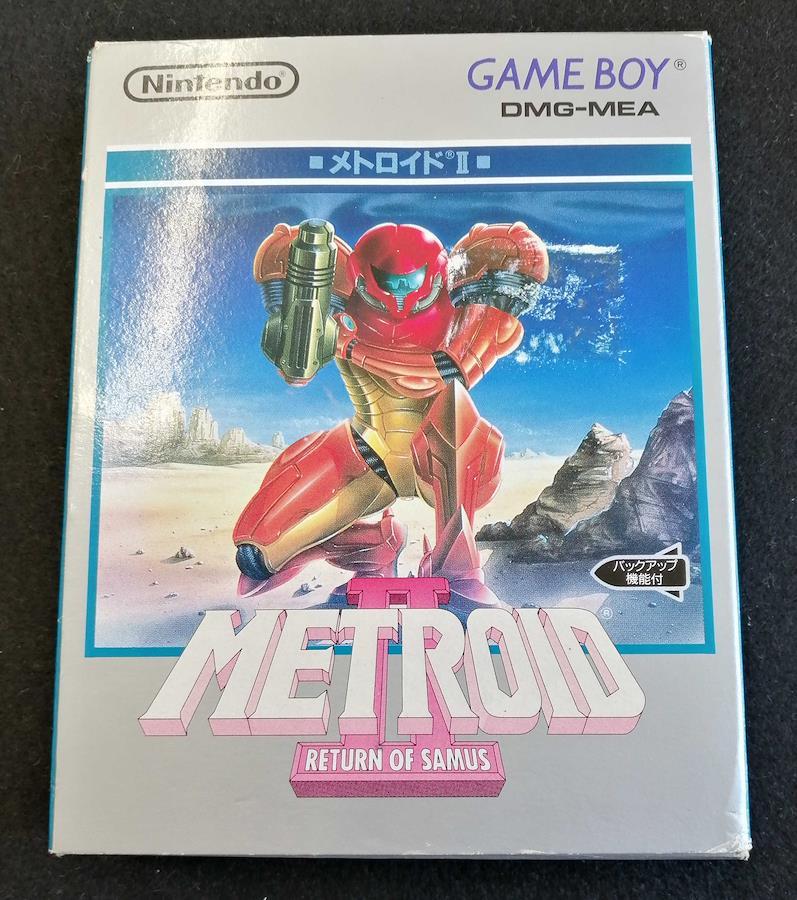 Nintendo®
GAME BOY®
DMG-MEA
■メトロイド®II■
バックアップ
機能付
METROID®
II
RETURN OF SAMUS